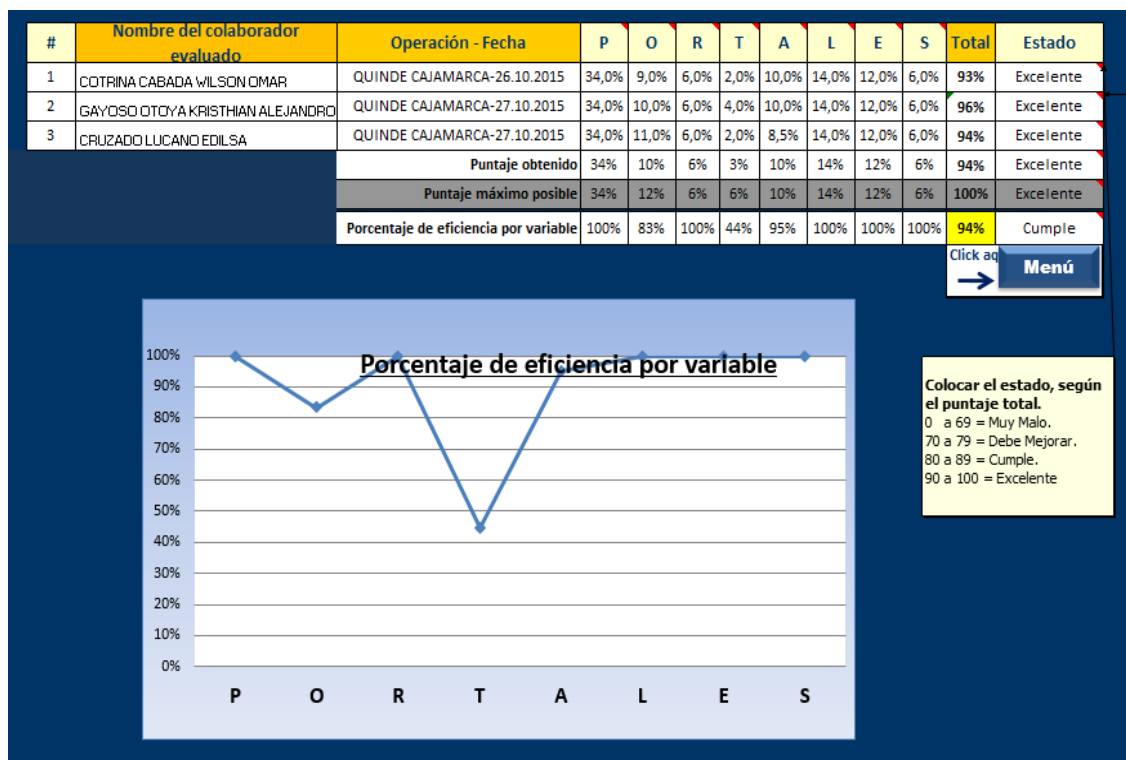 # Nombre del colaborador evaluado Operación - Fecha P O R T A L E S Total Estado
1 COTRINA CABADA WILSON OMAR QUINDE CAJAMARCA-26.10.2015 34,0% 9,0% 6,0% 2,0% 10,0% 14,0% 12,0% 6,0% 93% Excelente
2 GAYOSO OTOYA KRISTHIAN ALEJANDRO QUINDE CAJAMARCA-27.10.2015 34,0% 10,0% 6,0% 4,0% 10,0% 14,0% 12,0% 6,0% 96% Excelente
3 CRUZADO LUCANO EDILSA QUINDE CAJAMARCA-27.10.2015 34,0% 11,0% 6,0% 2,0% 8,5% 14,0% 12,0% 6,0% 94% Excelente
Puntaje obtenido 34% 10% 6% 3% 10% 14% 12% 6% 94% Excelente
Puntaje máximo posible 34% 12% 6% 6% 10% 14% 12% 6% 100% Excelente
Porcentaje de eficiencia por variable 100% 83% 100% 44% 95% 100% 100% 100% 94% Cumple
Click aq
Menú
Porcentaje de eficiencia por variable
100%
90%
80%
70%
60%
50%
40%
30%
20%
10%
0%
P O R T A L E S
Colocar el estado, según
el puntaje total.
0 a 69 = Muy Malo.
70 a 79 = Debe Mejorar.
80 a 89 = Cumple.
90 a 100 = Excelente